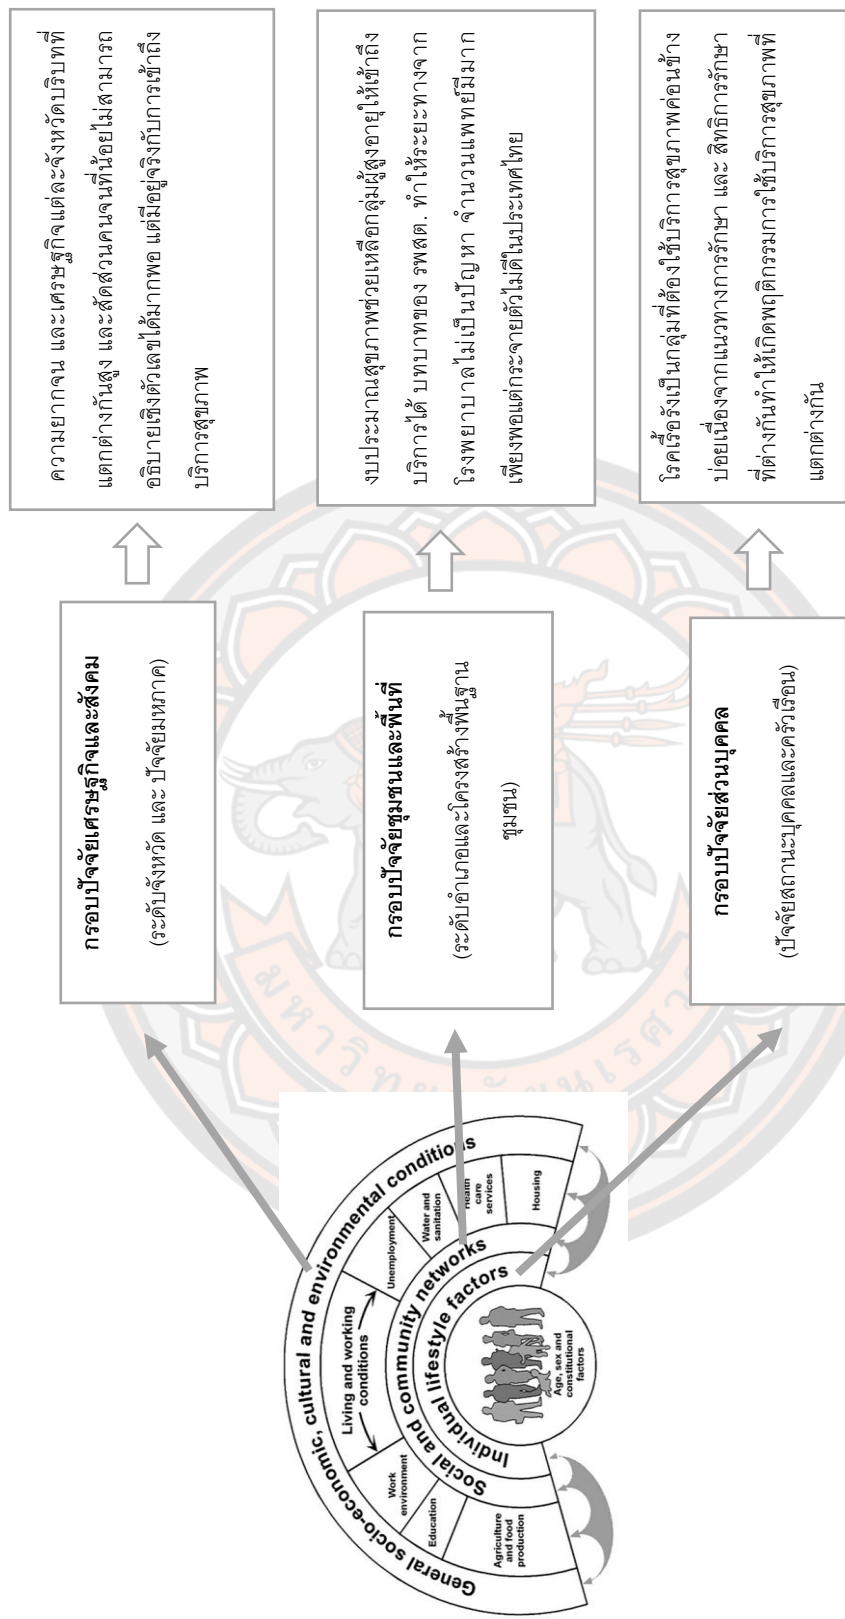 General socio-economic, cultural and environmental conditions
Living and working
conditions
Work
environment
Education
Agriculture
and food
production
Unemployment
Water and
sanitation
Health
care
services
Housing
Social and community networks
Individual lifestyle factors
Age, sex and
constitutional
factors
กรอบปัจจัยเศรษฐกิจและสังคม
(ระดับจังหวัด และ ปัจจัยมหภาค)
ความยากจน และเศรษฐกิจแต่ละจังหวัดบริบทที่
แตกต่างกันสูง และสัดส่วนคนจนที่น้อยไม่สามารถ
อธิบายเชิงตัวเลขได้มากพอ แต่มีอยู่จริงกับการเข้าถึง
บริการสุขภาพ
กรอบปัจจัยชุมชนและพื้นที่
(ระดับอำเภอและโครงสร้างพื้นฐาน
ชุมชน)
งบประมาณสุขภาพช่วยเหลือกลุ่มผู้สูงอายุให้เข้าถึง
บริการได้ บทบาทของ รพสต. ทำให้ระยะทางจาก
โรงพยาบาลไม่เป็นปัญหา จำนวนแพทย์มีมาก
เพียงพอแต่กระจายตัวไม่ดีในประเทศไทย
กรอบปัจจัยส่วนบุคคล
(ปัจจัยสถานะบุคคลและครัวเรือน)
โรคเรื้อรังเป็นกลุ่มที่ต้องใช้บริการสุขภาพค่อนข้าง
บ่อยเนื่องจากแนวทางการรักษา และ สิทธิการรักษา
ที่ต่างกันทำให้เกิดพฤติกรรมการใช้บริการสุขภาพที่
แตกต่างกัน